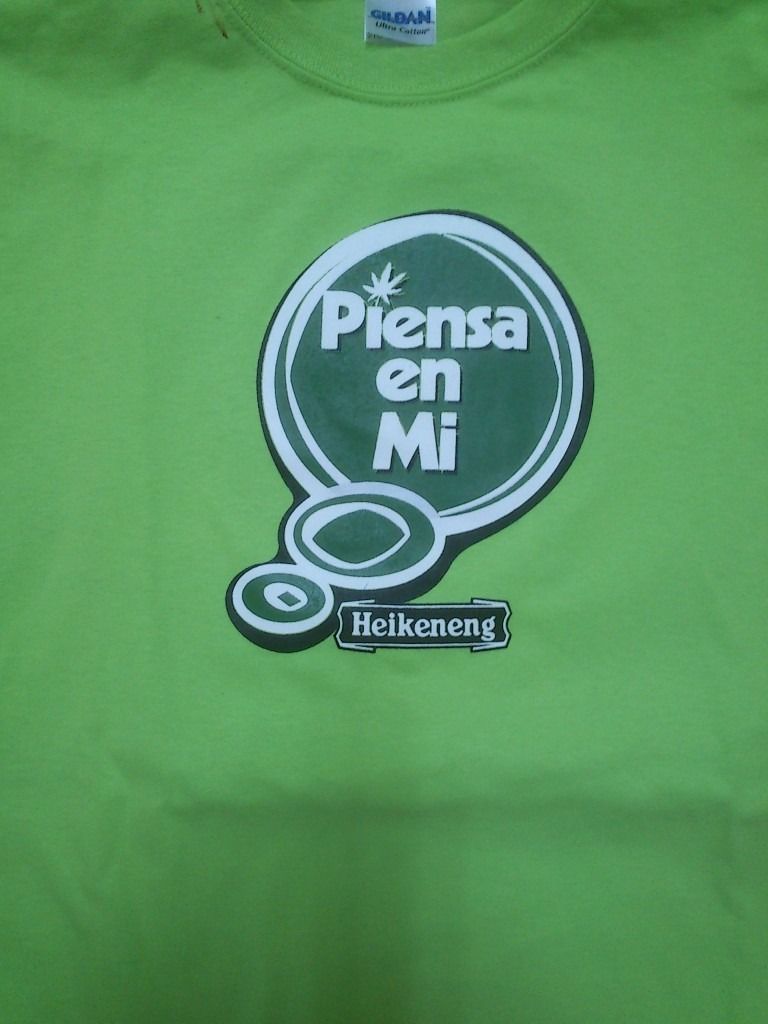 GILDAN
Ultra Cotton®
Piensa
en
Mi
Heikeneng